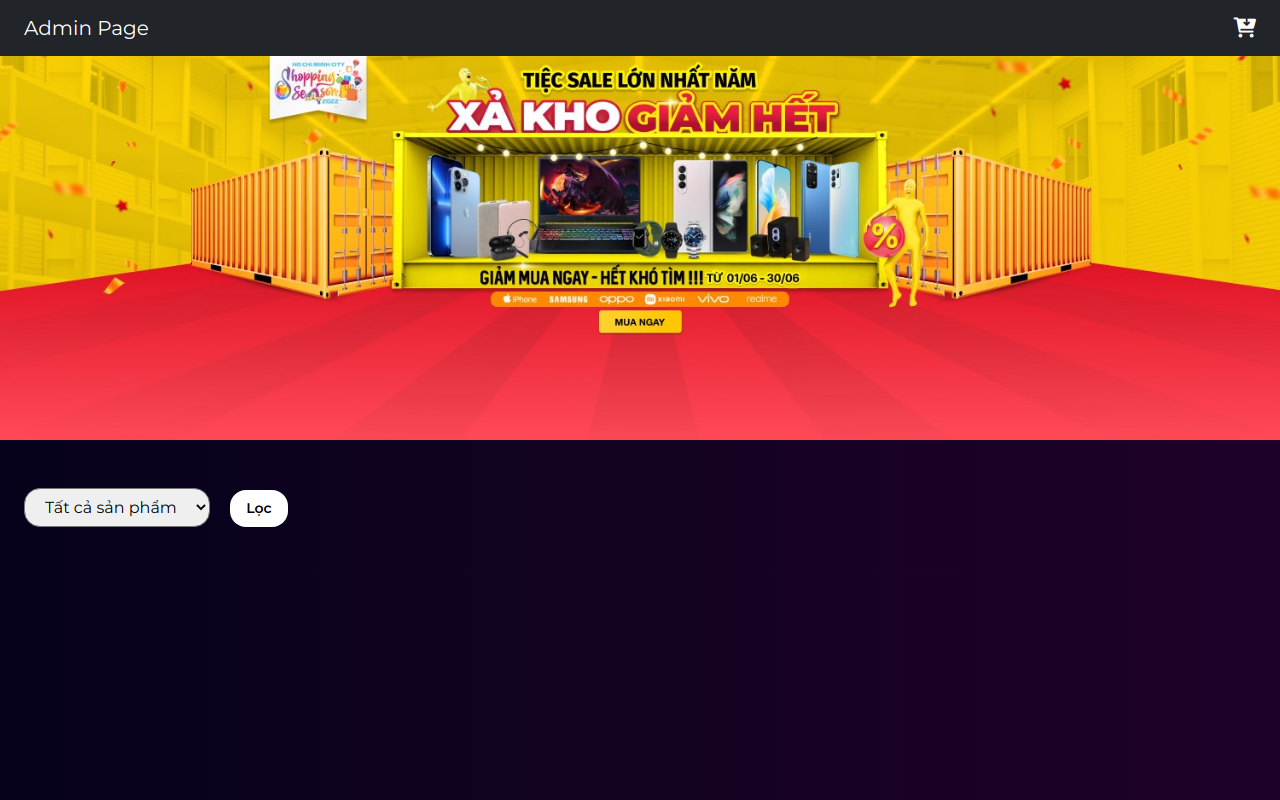 Admin Page
HO CHI MINH CITY
Shopping
Season
2022
TIỆC SALE LỚN NHẤT NĂM
XẢ KHO GIẢM HẾT
%
GIẢM MUA NGAY - HẾT KHÓ TÌM !!! TỪ 01/06 - 30/06
iPhone SAMSUNG oppo mi xiaomi vivo realme
MUA NGAY
Tất cả sản phẩm
Lọc